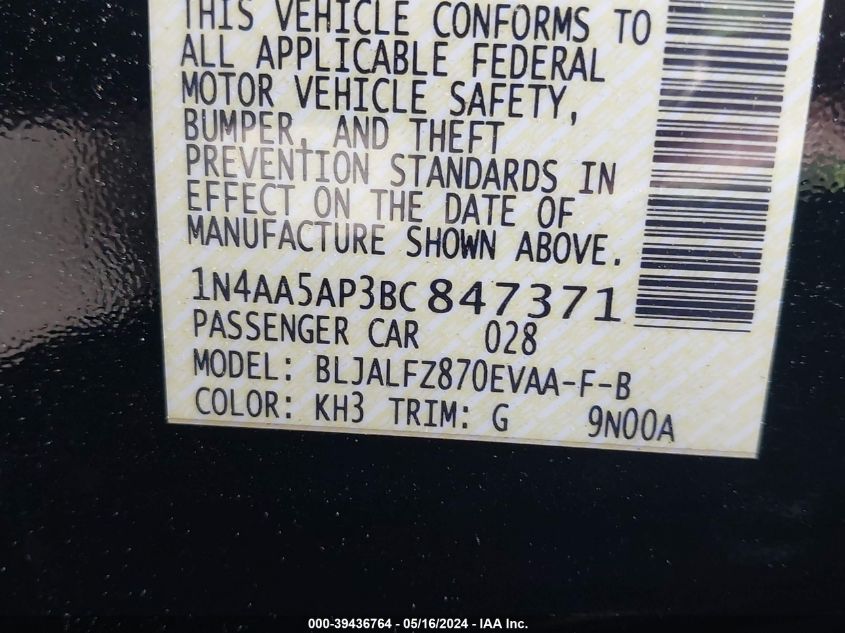 THIS VEHICLE CONFORMS TO
ALL APPLICABLE FEDERAL
MOTOR VEHICLE SAFETY,
BUMPER, AND THEFT
PREVENTION STANDARDS IN
EFFECT ON THE DATE OF
MANUFACTURE SHOWN ABOVE.
1N4AA5AP3BC847371
PASSENGER CAR 028
MODEL: BLJALFZ870EVAA-F-B
COLOR: KH3 TRIM: G 9N00A
000-39436764 - 05/16/2024 - IAA Inc.